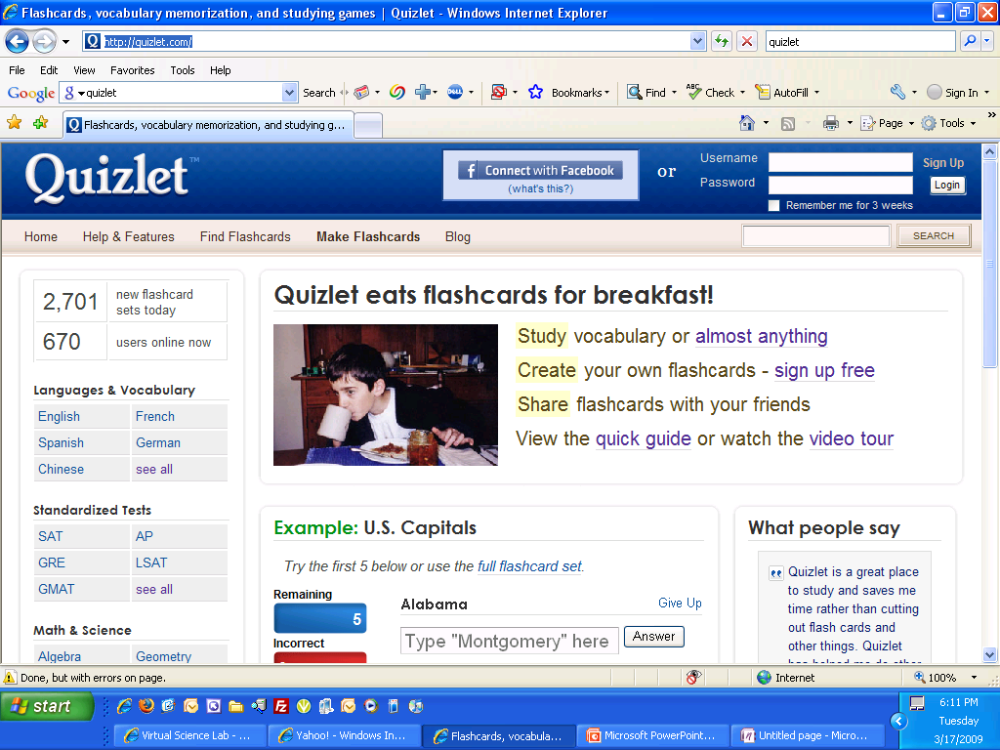 Flashcards, vocabulary memorization, and studying games | Quizlet - Windows Internet Explorer
http://quizlet.com/
quizlet
File Edit View Favorites Tools Help
Google quizlet Search Bookmarks Find Check AutoFill Sign In
Flashcards, vocabulary memorization, and studying g...
Page Tools
Quizlet™
Connect with Facebook
(what's this?)
or
Username
Password
Sign Up
Login
Remember me for 3 weeks
Home Help & Features Find Flashcards Make Flashcards Blog
SEARCH
2,701 new flashcard
sets today
670 users online now
Languages & Vocabulary
English French
Spanish German
Chinese see all
Standardized Tests
SAT AP
GRE LSAT
GMAT see all
Math & Science
Algebra Geometry
Quizlet eats flashcards for breakfast!
Study vocabulary or almost anything
Create your own flashcards - sign up free
Share flashcards with your friends
View the quick guide or watch the video tour
Example: U.S. Capitals
Try the first 5 below or use the full flashcard set.
Remaining
5
Incorrect
Alabama
Give Up
Type "Montgomery" here
Answer
What people say
Quizlet is a great place
to study and saves me
time rather than cutting
out flash cards and
other things. Quizlet
has helped me do other
Done, but with errors on page.
Internet
100%
start
Virtual Science Lab - ...
Yahoo! - Windows In...
Flashcards, vocabula...
Microsoft PowerPoint...
Untitled page - Micro...
6:11 PM
Tuesday
3/17/2009